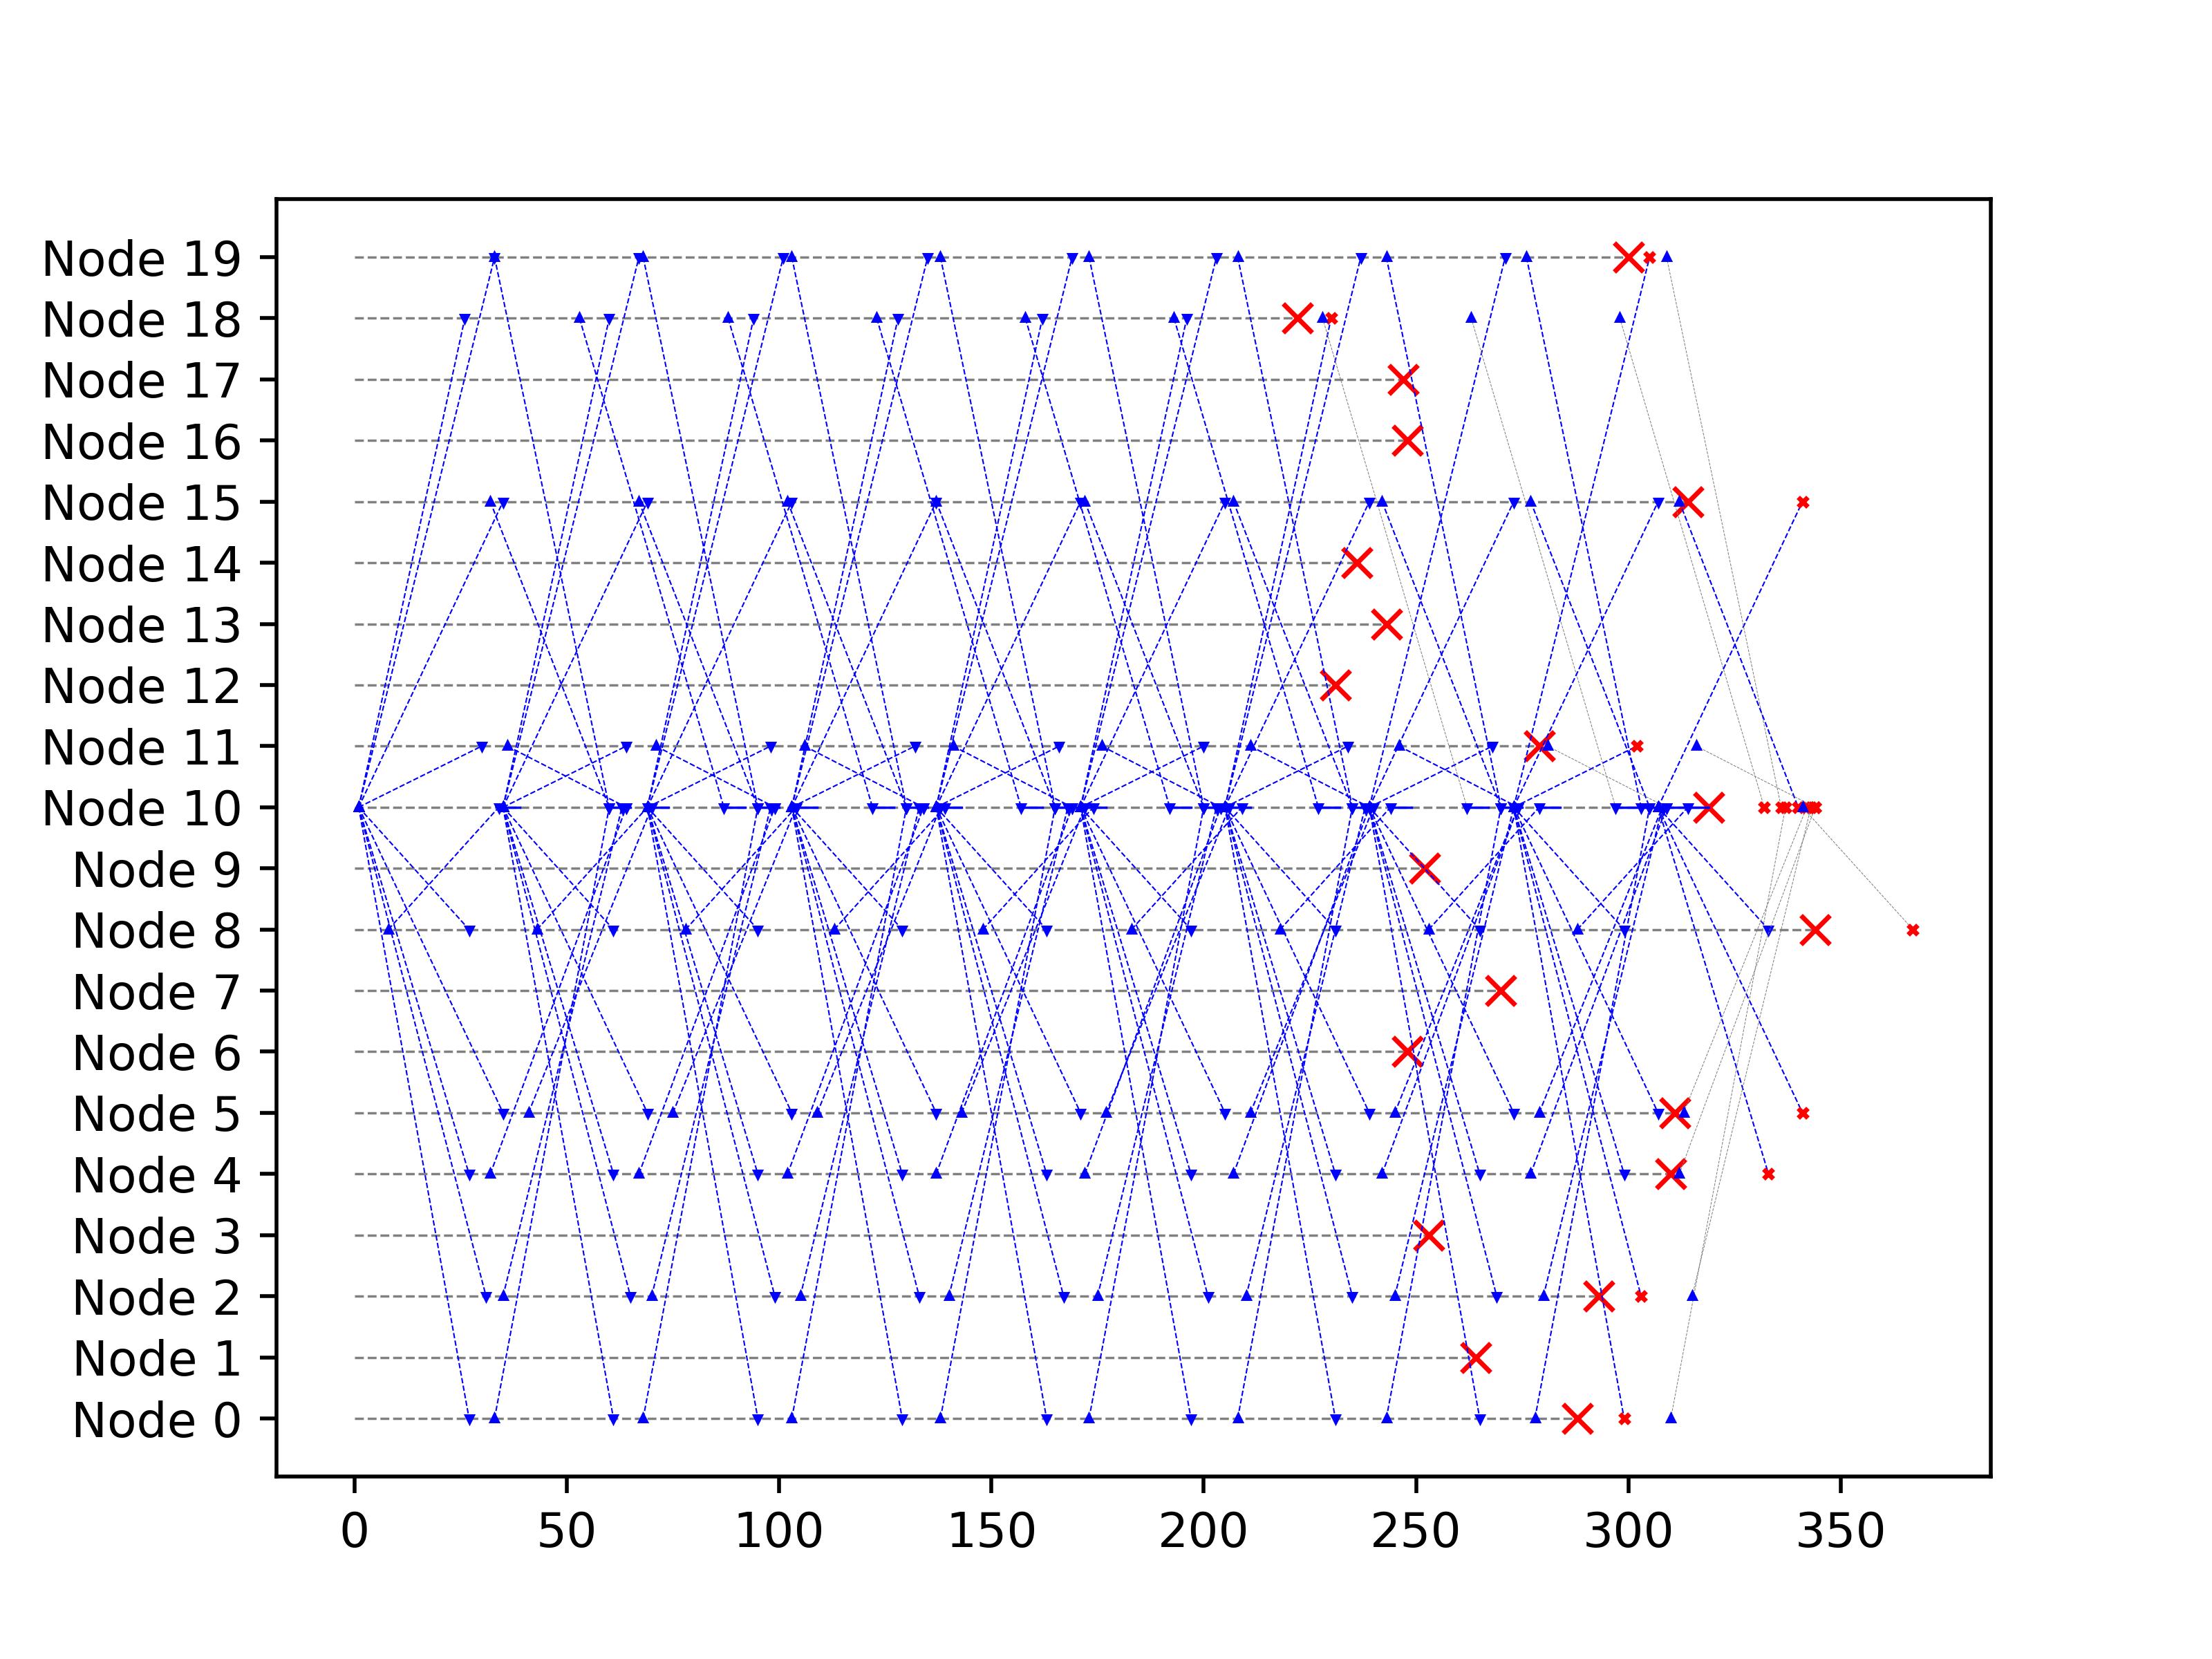 Node 19
Node 18
Node 17
Node 16
Node 15
Node 14
Node 13
Node 12
Node 11
Node 10
Node 9
Node 8
Node 7
Node 6
Node 5
Node 4
Node 3
Node 2
Node 1
Node 0
0 50 100 150 200 250 300 350